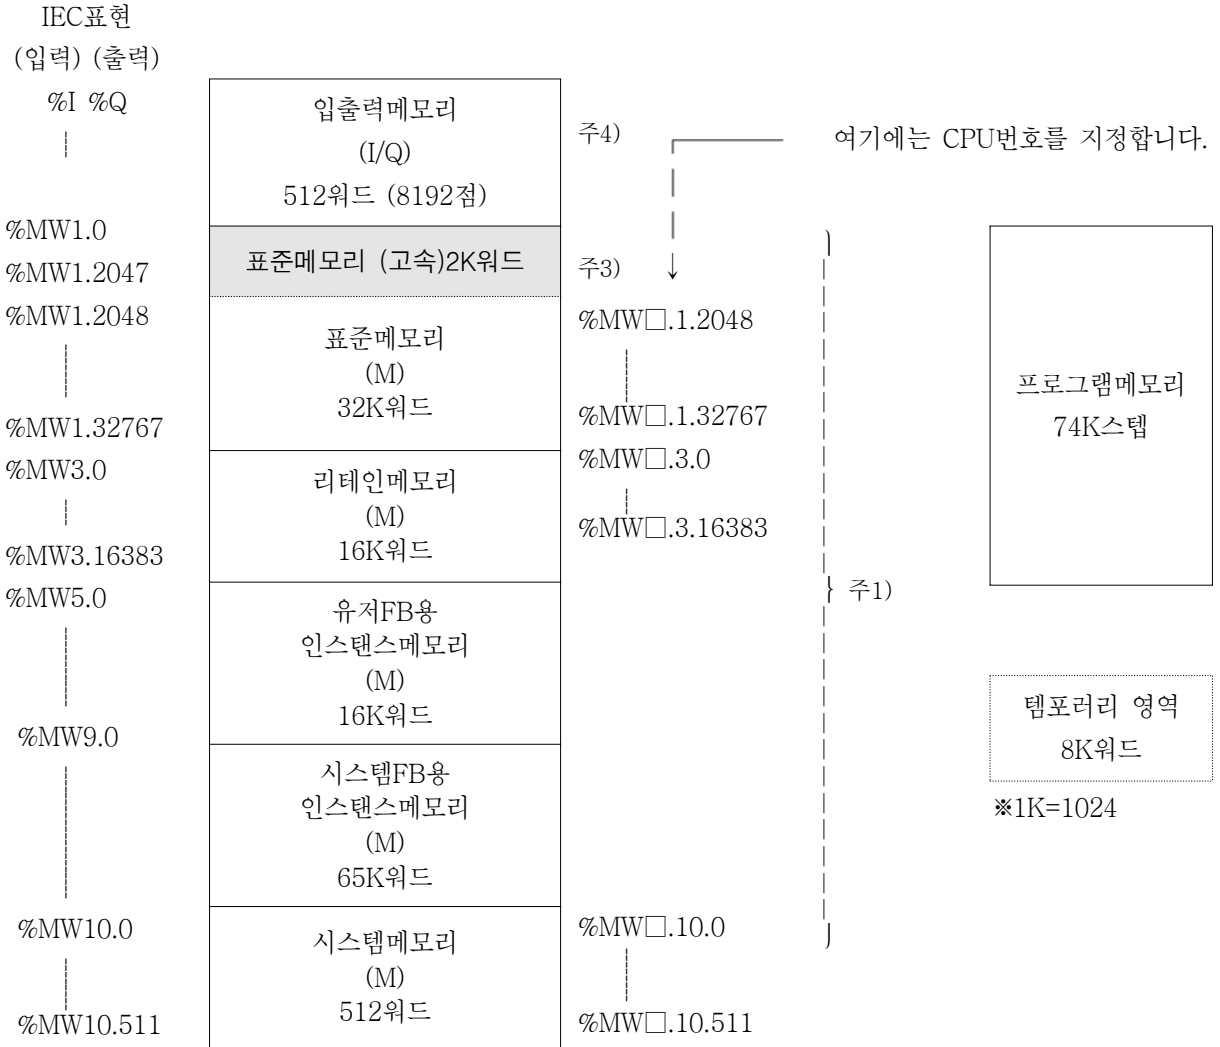 IEC표현
(입력) (출력)
%I %Q
입출력메모리
(I/Q)
512워드 (8192점)
주4)
여기에는 CPU번호를 지정합니다.
%MW1.0
%MW1.2047
표준메모리 (고속)2K워드
주3)
%MW1.2048
표준메모리
(M)
32K워드
%MW□.1.2048
%MW1.32767
%MW□.1.32767
%MW3.0
리테인메모리
(M)
16K워드
%MW□.3.0
%MW3.16383
%MW□.3.16383
%MW5.0
유저FB용
인스탠스메모리
(M)
16K워드
주1)
%MW9.0
시스템FB용
인스탠스메모리
(M)
65K워드
%MW10.0
시스템메모리
(M)
512워드
%MW□.10.0
%MW10.511
%MW□.10.511
프로그램메모리
74K스텝
템포러리 영역
8K워드
※1K=1024